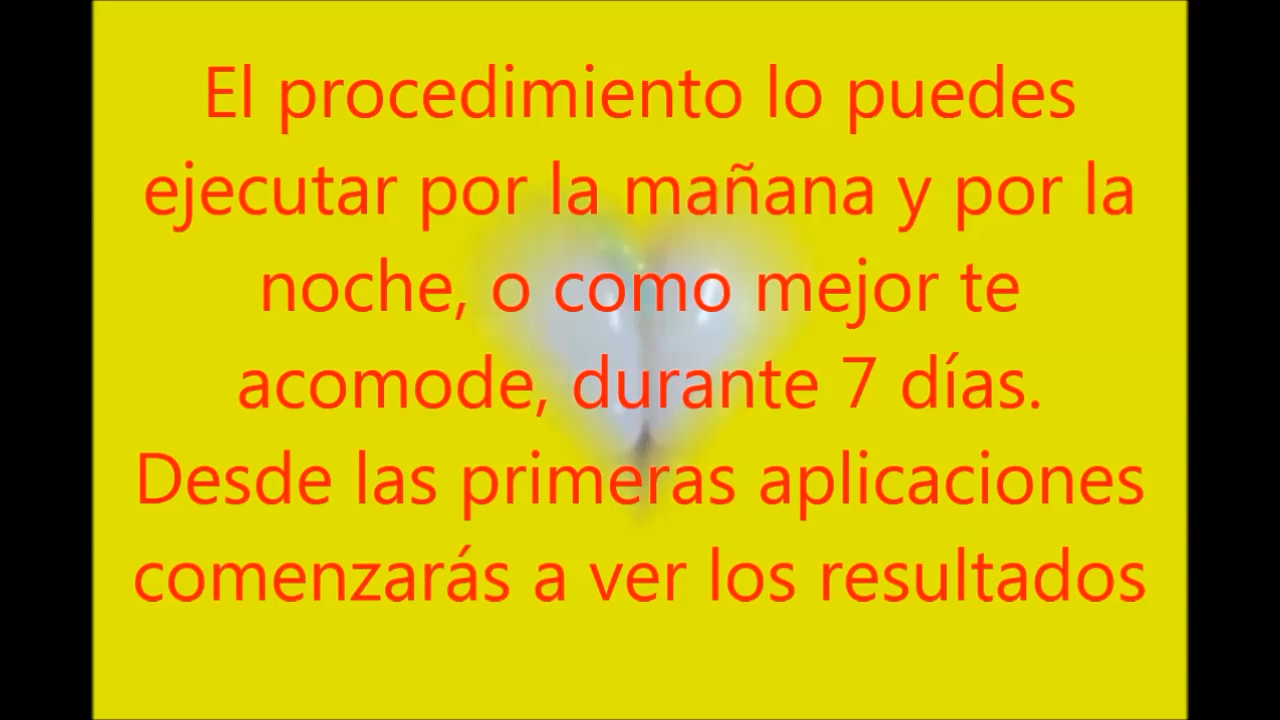 El procedimiento lo puedes
ejecutar por la mañana y por la
noche, o como mejor te
acomode, durante 7 días.
Desde las primeras aplicaciones
comenzarás a ver los resultados